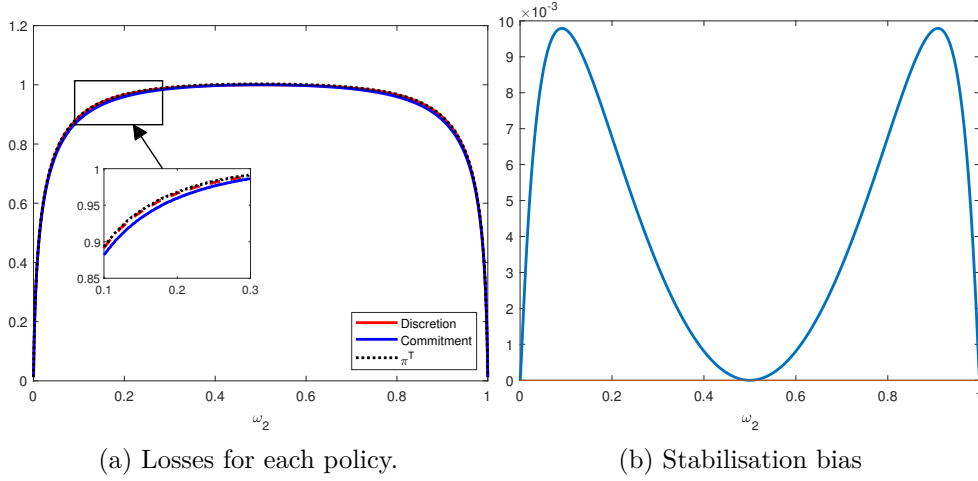 1.2
1
0.8
0.6
0.4
0.2
0
1
0.95
0.9
0.85
0.1 0.2 0.3
Discretion
Commitment
π^T
0 0.2 0.4 0.6 0.8 1
ω_2
(a) Losses for each policy.
×10^-3
10
9
8
7
6
5
4
3
2
1
0
0 0.2 0.4 0.6 0.8 1
ω_2
(b) Stabilisation bias